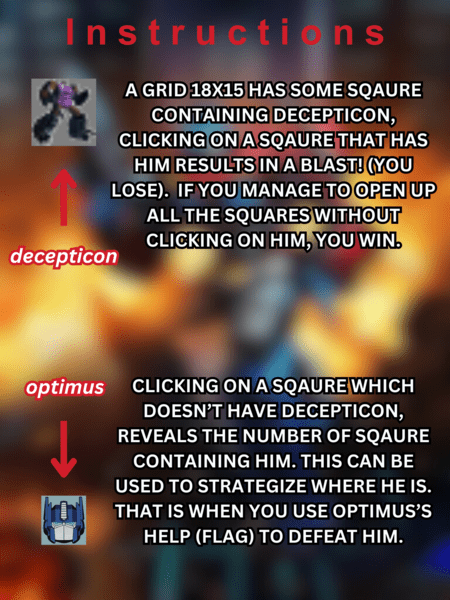 Instructions
A GRID 18X15 HAS SOME SQAURE
CONTAINING DECEPTICON,
CLICKING ON A SQAURE THAT HAS
HIM RESULTS IN A BLAST! (YOU
LOSE). IF YOU MANAGE TO OPEN UP
ALL THE SQUARES WITHOUT
CLICKING ON HIM, YOU WIN.
decepticon
optimus
CLICKING ON A SQAURE WHICH
DOESN'T HAVE DECEPTICON,
REVEALS THE NUMBER OF SQAURE
CONTAINING HIM. THIS CAN BE
USED TO STRATEGIZE WHERE HE IS.
THAT IS WHEN YOU USE OPTIMUS'S
HELP (FLAG) TO DEFEAT HIM.